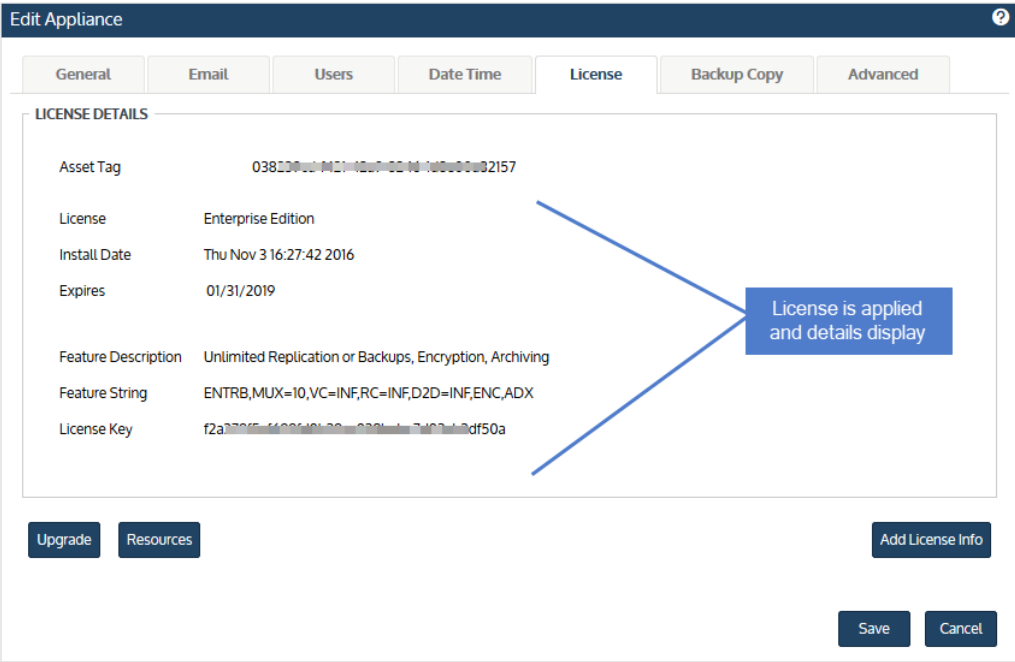 Edit Appliance
General Email Users Date Time License Backup Copy Advanced
LICENSE DETAILS
Asset Tag
License Enterprise Edition
Install Date Thu Nov 3 16:27:42 2016
Expires 01/31/2019
License is applied
and details display
Feature Description Unlimited Replication or Backups, Encryption, Archiving
Feature String ENTRB,MUX=10,VC=INF,RC=INF,D2D=INF,ENC,ADX
License Key
Upgrade Resources Add License Info
Save Cancel